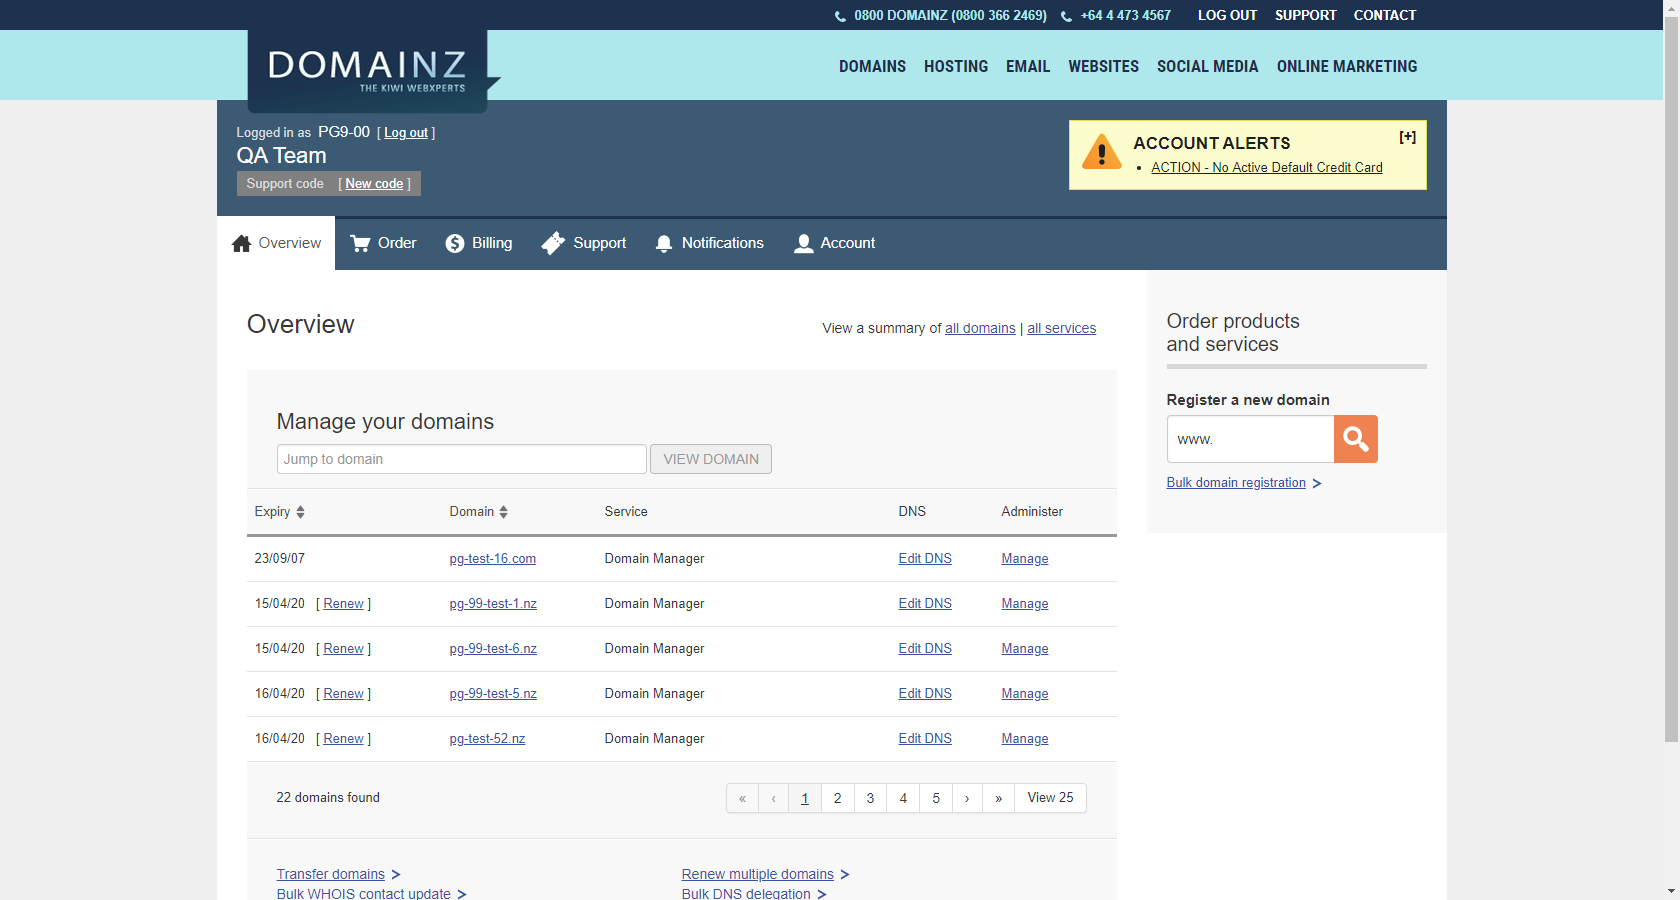 0800 DOMAINZ (0800 366 2469) +64 4 473 4567 LOG OUT SUPPORT CONTACT
DOMAINZ
THE KIWI WEBXPERTS
DOMAINS HOSTING EMAIL WEBSITES SOCIAL MEDIA ONLINE MARKETING
Logged in as PG9-00 [ Log out ]
QA Team
Support code [ New code ]
ACCOUNT ALERTS [+]
• ACTION - No Active Default Credit Card
Overview Order Billing Support Notifications Account
Overview
View a summary of all domains | all services
Manage your domains
Jump to domain VIEW DOMAIN
Expiry Domain Service DNS Administer
23/09/07 pg-test-16.com Domain Manager Edit DNS Manage
15/04/20 [ Renew ] pg-99-test-1.nz Domain Manager Edit DNS Manage
15/04/20 [ Renew ] pg-99-test-6.nz Domain Manager Edit DNS Manage
16/04/20 [ Renew ] pg-99-test-5.nz Domain Manager Edit DNS Manage
16/04/20 [ Renew ] pg-test-52.nz Domain Manager Edit DNS Manage
22 domains found « ‹ 1 2 3 4 5 › » View 25
Transfer domains > Renew multiple domains >
Bulk WHOIS contact update > Bulk DNS delegation >
Order products
and services
Register a new domain
www.
Bulk domain registration >